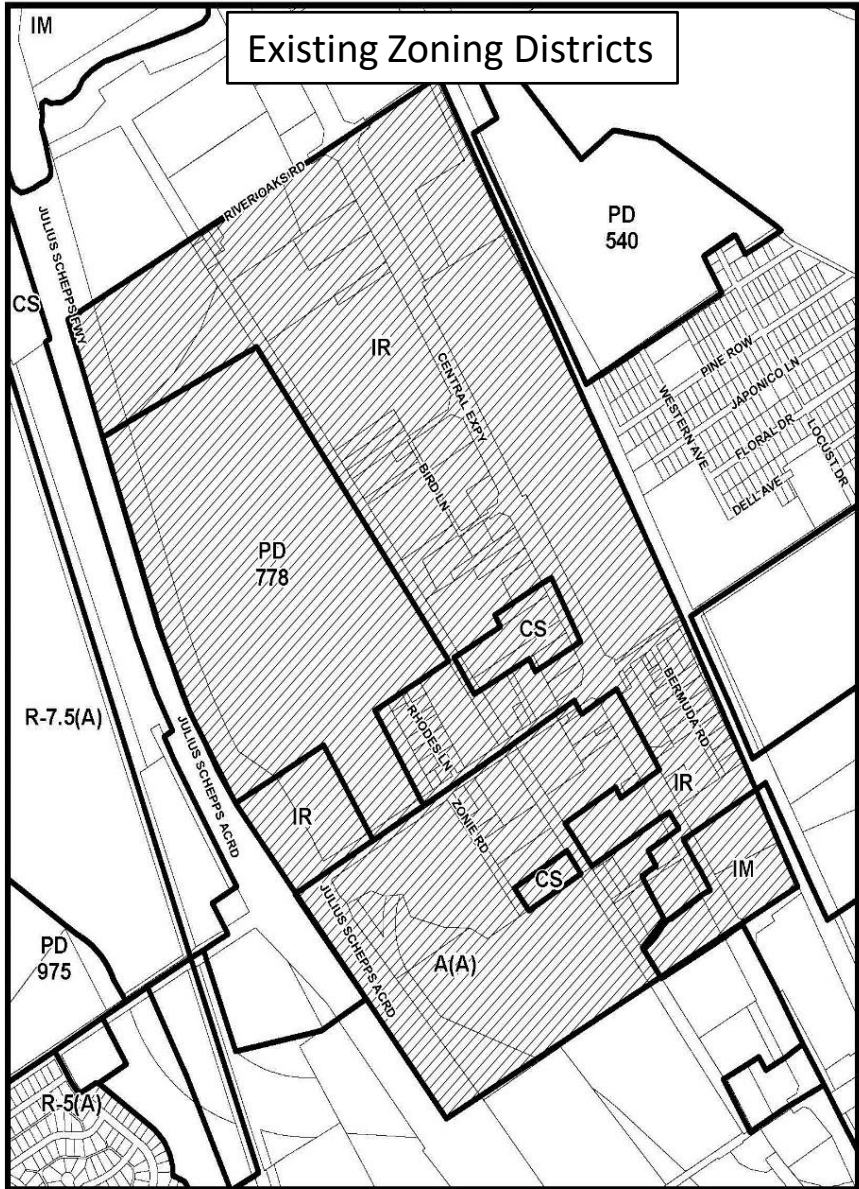 IM
Existing Zoning Districts
RIVER OAKS RD
JULIUS SCHEPPS FWY
PD
540
CS
IR
CENTRAL EXPY
PINE ROW
JAPONICO LN
WESTERN AVE
FLORAL DR
LOCUST DR
DELL AVE
BIRD LN
PD
778
CS
R-7.5(A)
JULIUS SCHEPPS ACRD
RHODES LN
BERMUDA RD
IR
IR
ZONIE RD
CS
IM
JULIUS SCHEPPS ACRD
PD
975
A(A)
R-5(A)